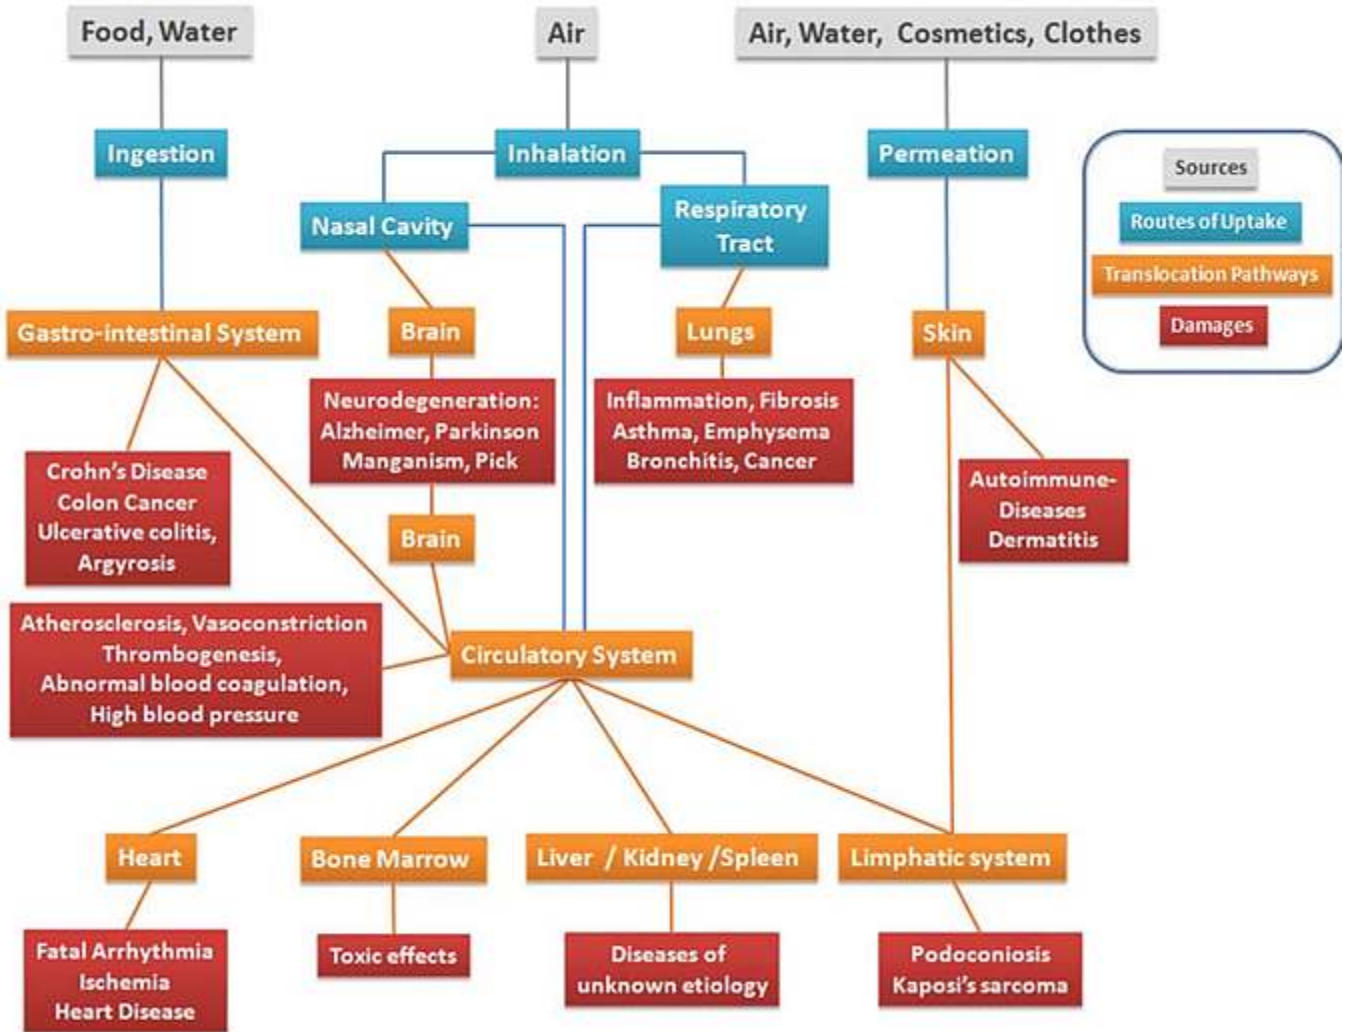 Food, Water
Air
Air, Water, Cosmetics, Clothes
Ingestion
Inhalation
Permeation
Sources
Routes of Uptake
Translocation Pathways
Damages
Nasal Cavity
Respiratory
Tract
Gastro-intestinal System
Brain
Lungs
Skin
Neurodegeneration:
Alzheimer, Parkinson
Manganism, Pick
Inflammation, Fibrosis
Asthma, Emphysema
Bronchitis, Cancer
Crohn's Disease
Colon Cancer
Ulcerative colitis,
Argyrosis
Autoimmune-
Diseases
Dermatitis
Brain
Atherosclerosis, Vasoconstriction
Thrombogenesis,
Abnormal blood coagulation,
High blood pressure
Circulatory System
Heart
Bone Marrow
Liver / Kidney /Spleen
Limphatic system
Fatal Arrhythmia
Ischemia
Heart Disease
Toxic effects
Diseases of
unknown etiology
Podoconiosis
Kaposi's sarcoma